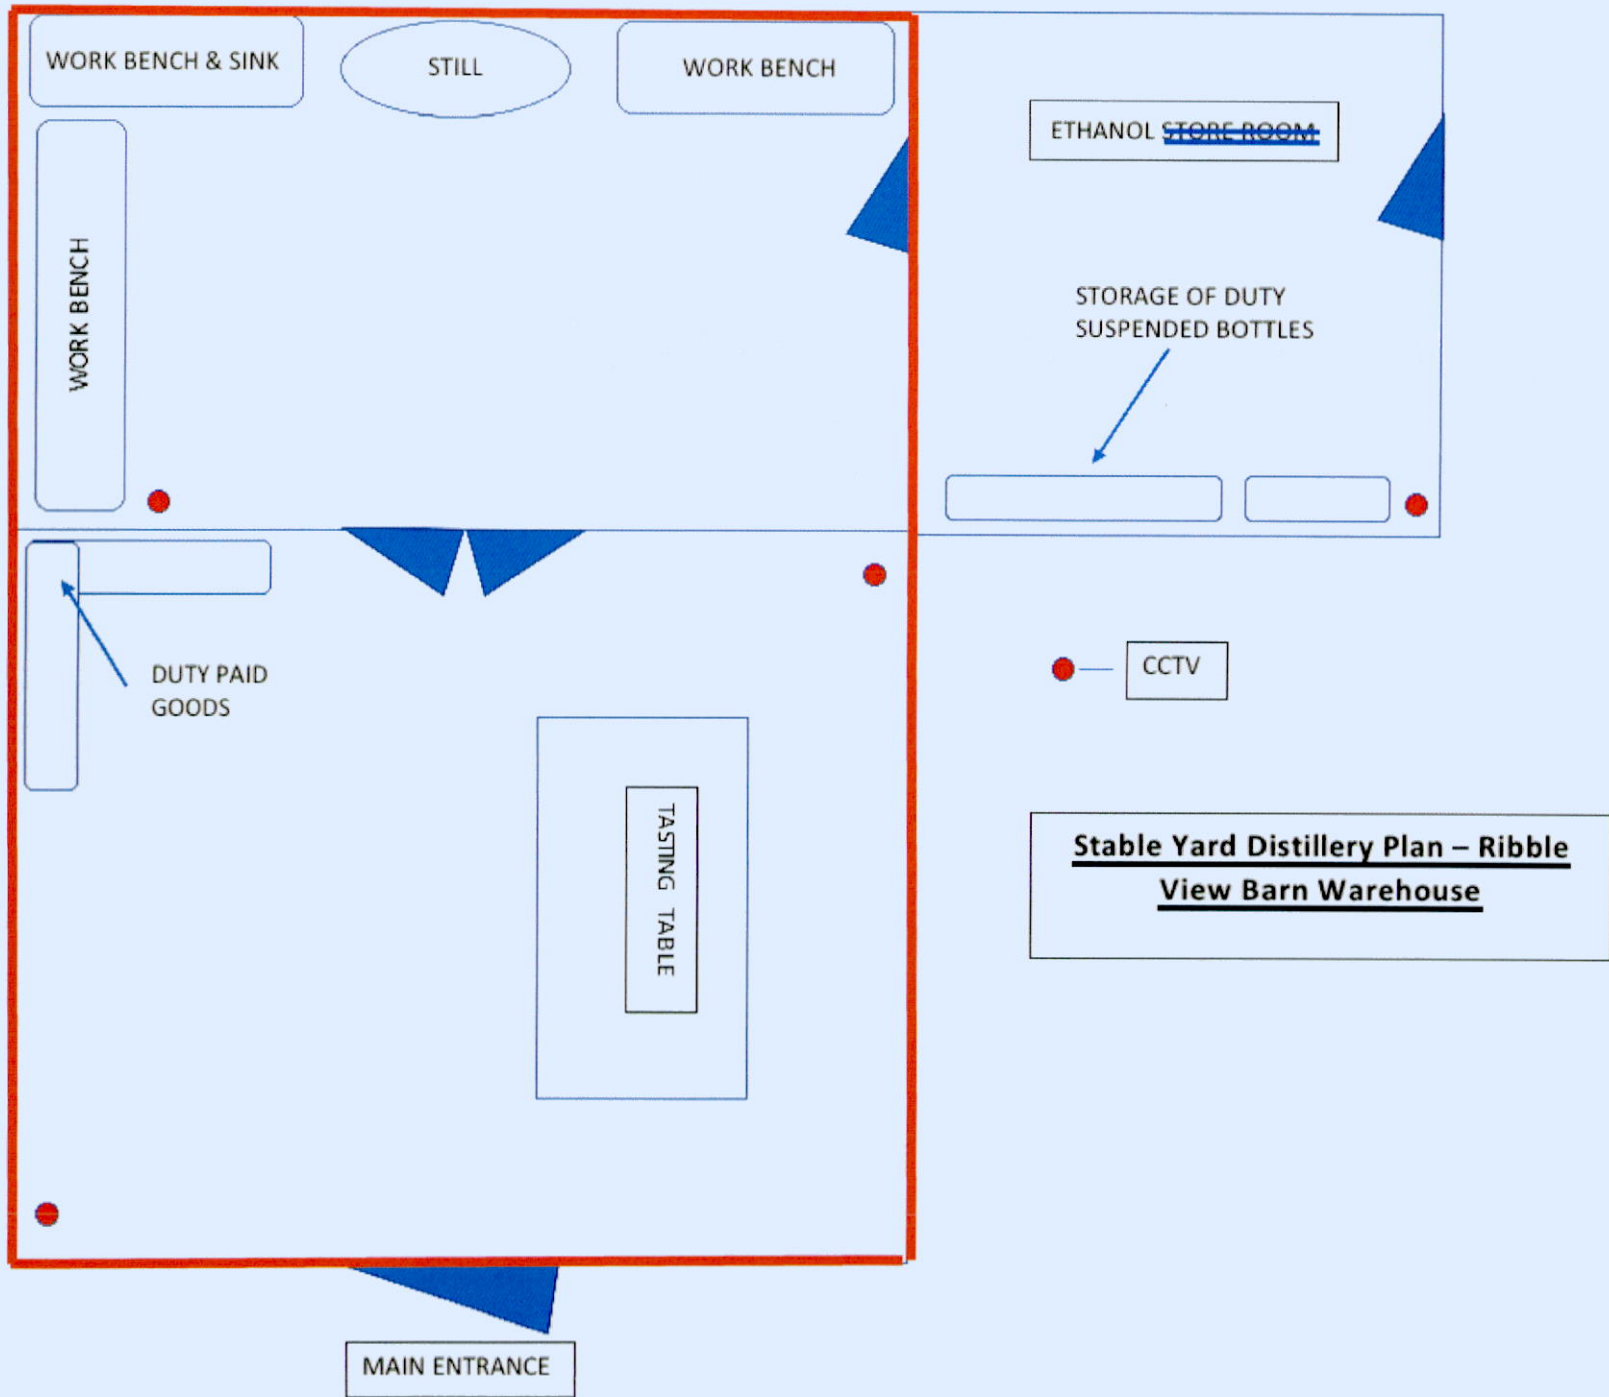 WORK BENCH & SINK
STILL
WORK BENCH
ETHANOL STORE ROOM
WORK BENCH
STORAGE OF DUTY
SUSPENDED BOTTLES
DUTY PAID
GOODS
CCTV
TASTING TABLE
Stable Yard Distillery Plan – Ribble
View Barn Warehouse
MAIN ENTRANCE